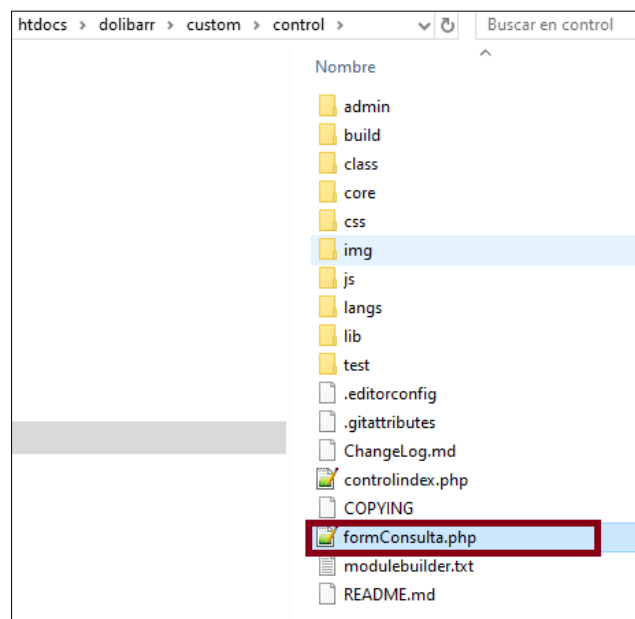 htdocs > dolibarr > custom > control > Buscar en control
Nombre
admin
build
class
core
css
img
js
langs
lib
test
.editorconfig
.gitattributes
ChangeLog.md
controlindex.php
COPYING
formConsulta.php
modulebuilder.txt
README.md